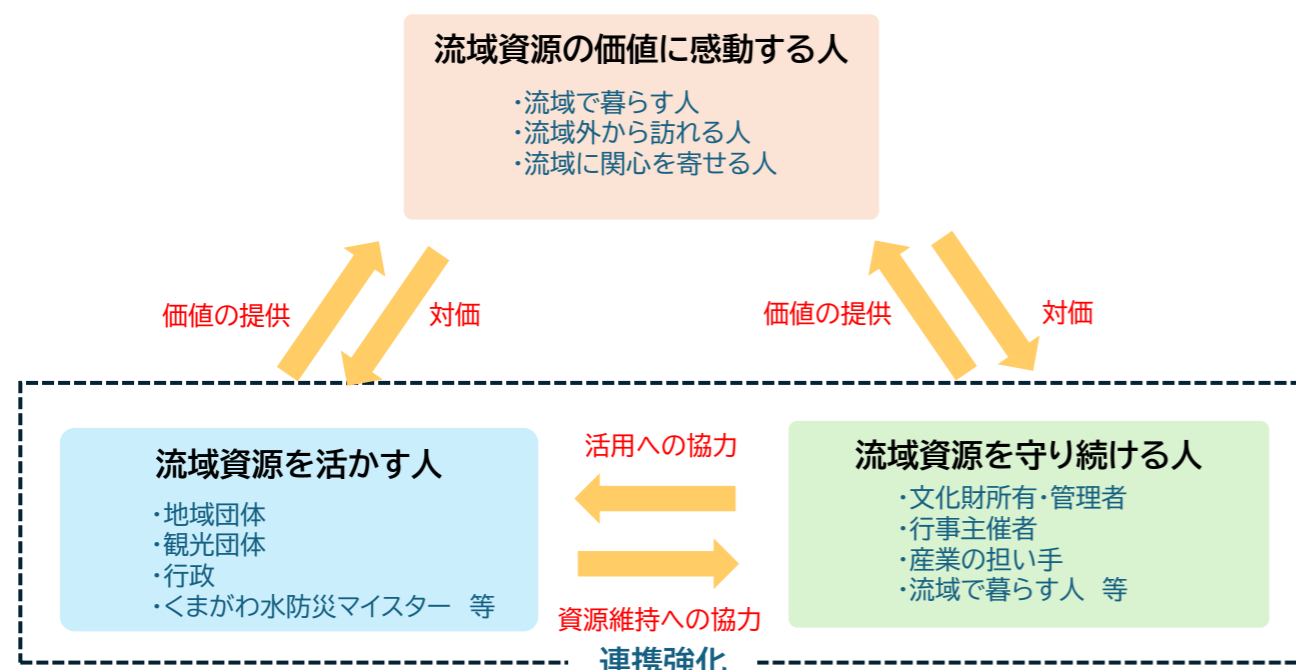 流域資源の価値に感動する人
・流域で暮らす人
・流域外から訪れる人
・流域に関心を寄せる人
価値の提供
対価
価値の提供
対価
流域資源を活かす人
・地域団体
・観光団体
・行政
・くまがわ水防災マイスター　等
活用への協力
資源維持への協力
流域資源を守り続ける人
・文化財所有・管理者
・行事主催者
・産業の担い手
・流域で暮らす人　等
連携強化